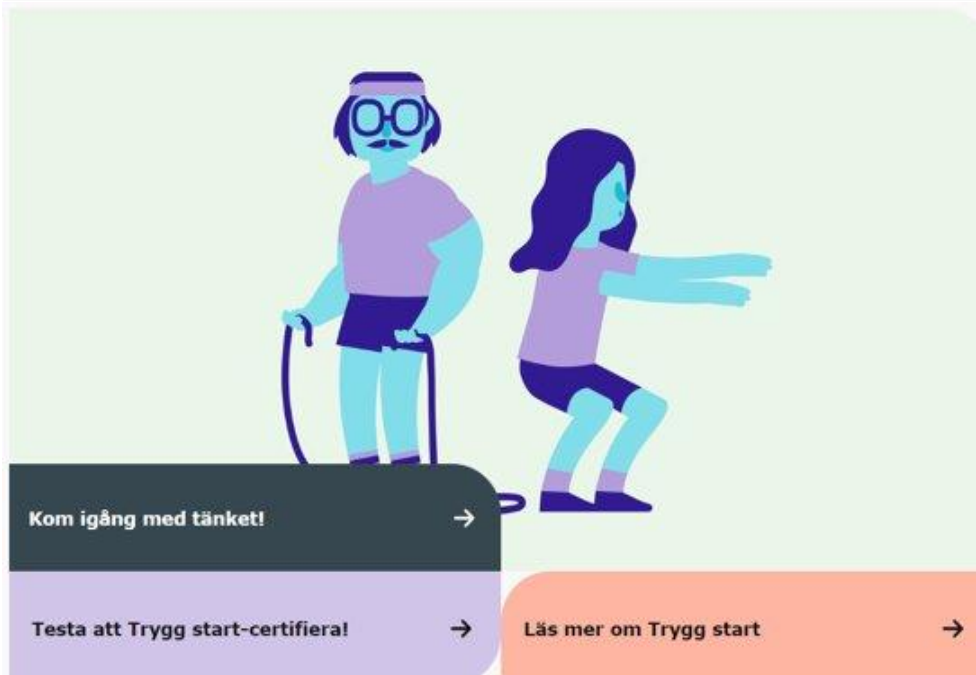 Kom igång med tänket!
Testa att Trygg start-certifiera!
Läs mer om Trygg start